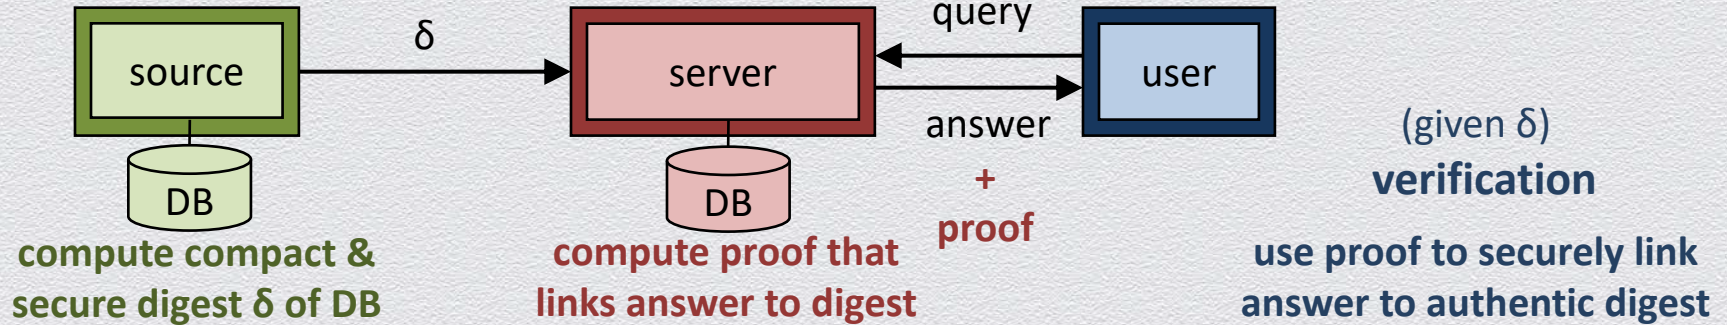 source
DB
compute compact &
secure digest δ of DB
δ
server
DB
compute proof that
links answer to digest
query
answer
+
proof
user
(given δ)
verification
use proof to securely link
answer to authentic digest